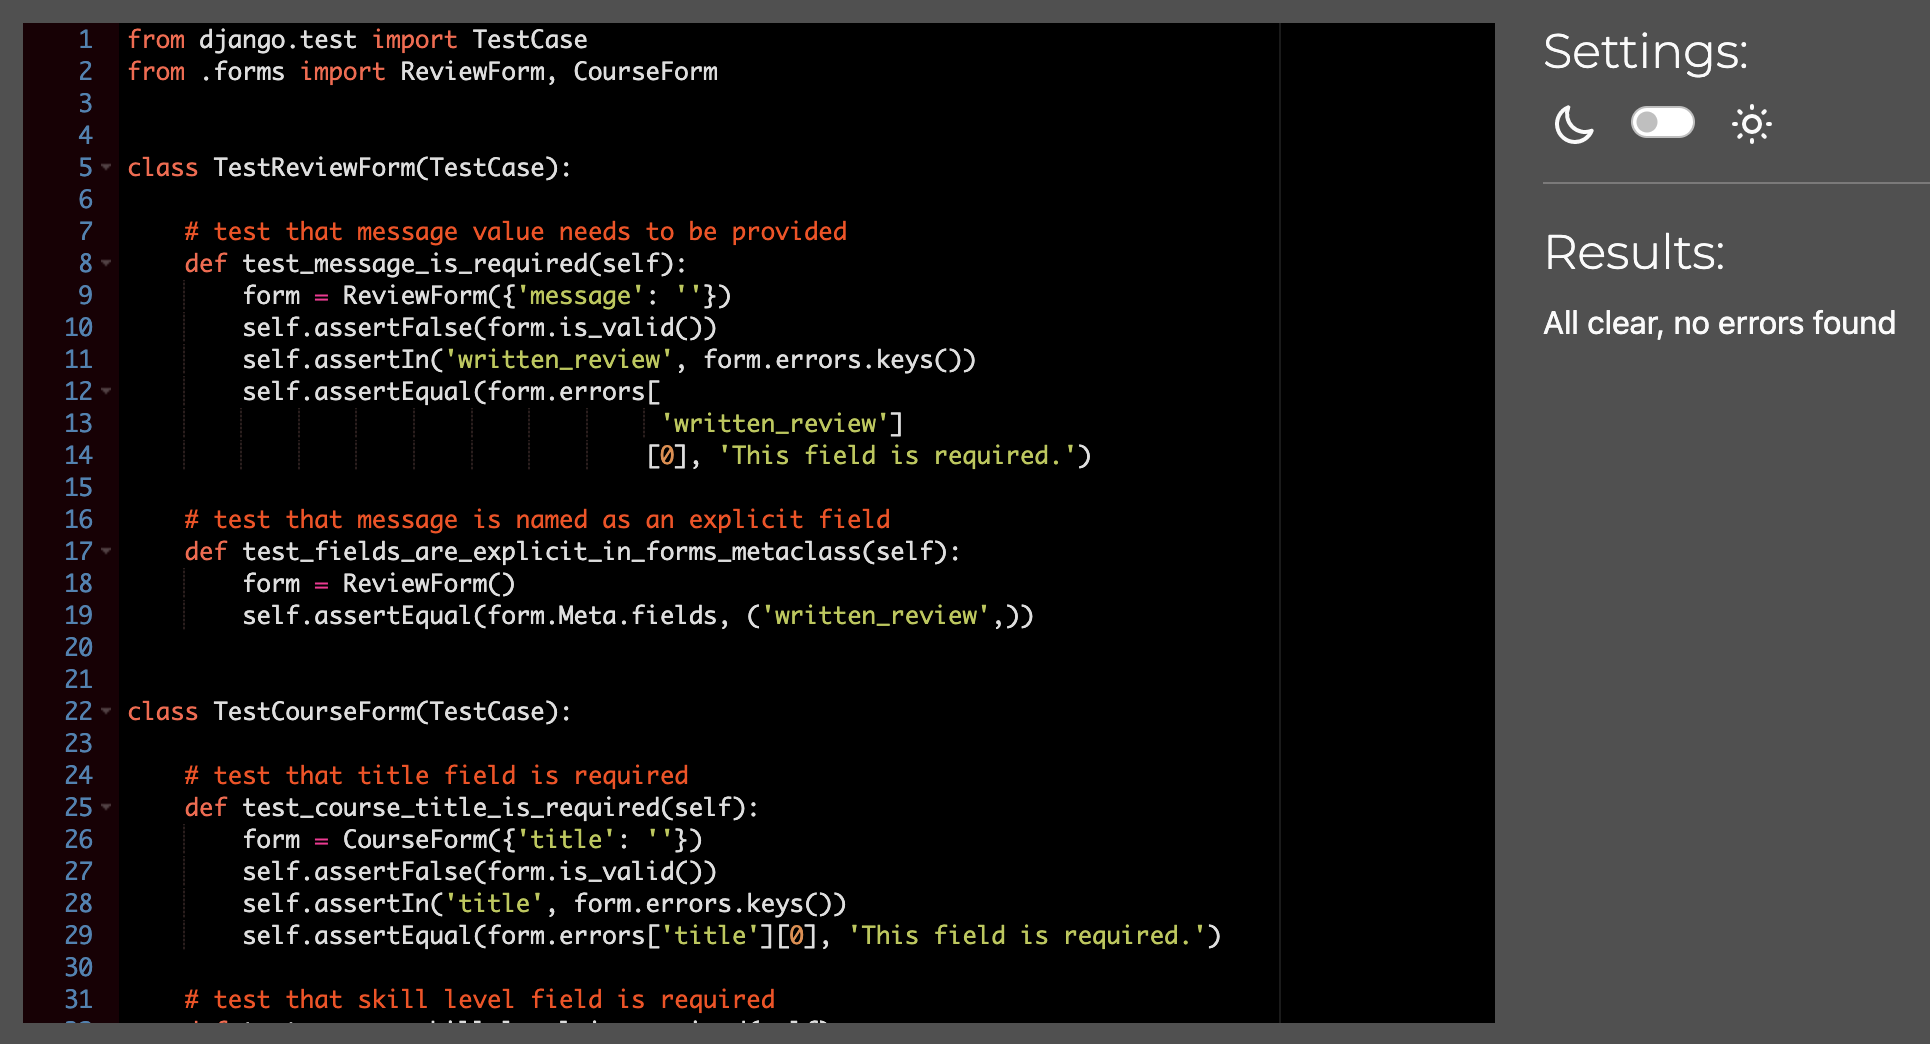 1 from django.test import TestCase
2 from .forms import ReviewForm, CourseForm
3
4
5 class TestReviewForm(TestCase):
6
7     # test that message value needs to be provided
8     def test_message_is_required(self):
9         form = ReviewForm({'message': ''})
10         self.assertFalse(form.is_valid())
11         self.assertIn('written_review', form.errors.keys())
12         self.assertEqual(form.errors[
13                                      'written_review']
14                                     [0], 'This field is required.')
15
16     # test that message is named as an explicit field
17     def test_fields_are_explicit_in_forms_metaclass(self):
18         form = ReviewForm()
19         self.assertEqual(form.Meta.fields, ('written_review',))
20
21
22 class TestCourseForm(TestCase):
23
24     # test that title field is required
25     def test_course_title_is_required(self):
26         form = CourseForm({'title': ''})
27         self.assertFalse(form.is_valid())
28         self.assertIn('title', form.errors.keys())
29         self.assertEqual(form.errors['title'][0], 'This field is required.')
30
31     # test that skill level field is required
Settings:
Results:
All clear, no errors found